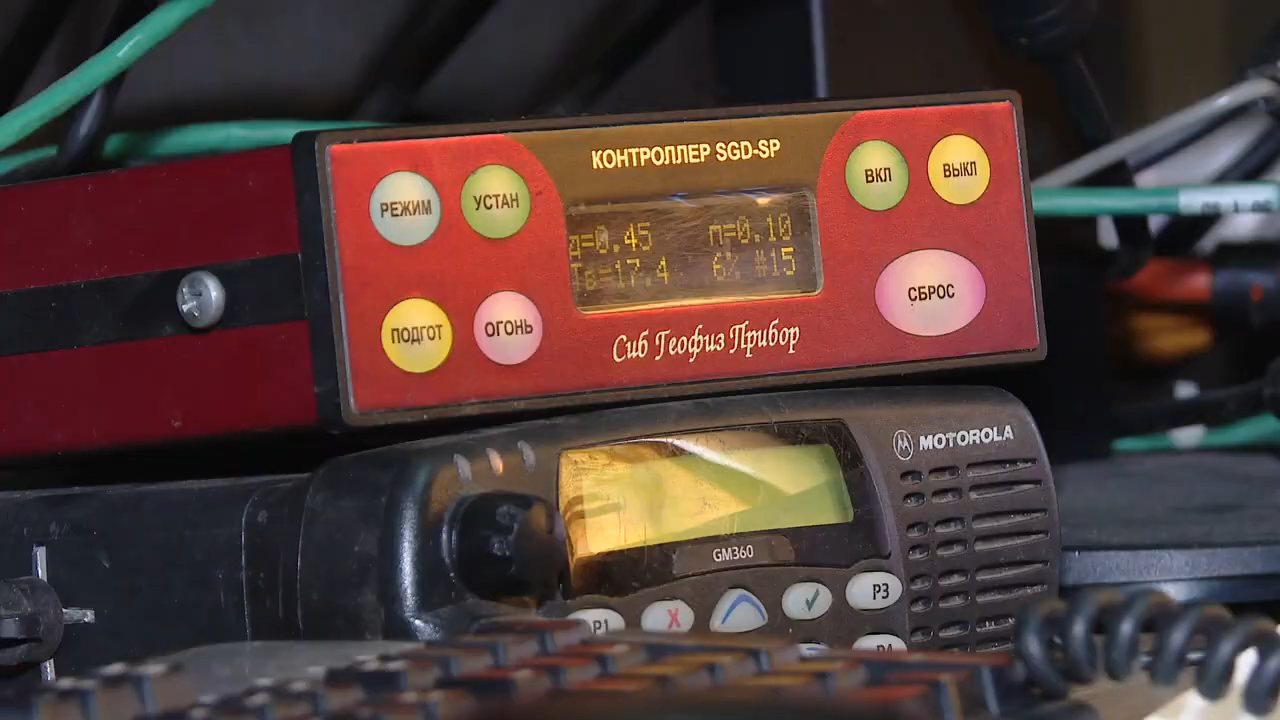 КОНТРОЛЛЕР SGD-SP
РЕЖИМ
УСТАН
ВКЛ
ВЫКЛ
д=0.45 п=0.10
Тв=17.4 6% #15
ПОДГОТ
ОГОНЬ
СБРОС
Сиб Геофиз Прибор
MOTOROLA
GM360
P1
P3
P4